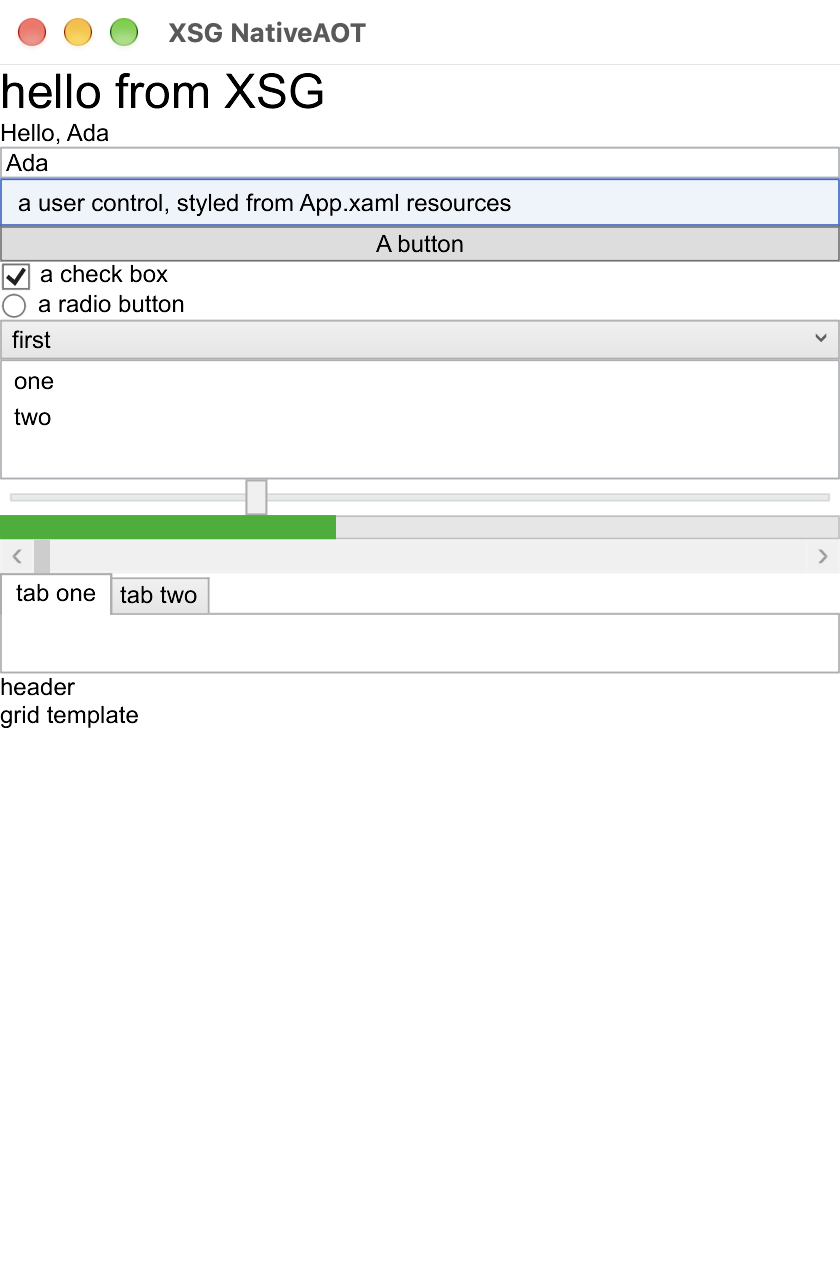 XSG NativeAOT
hello from XSG
Hello, Ada
Ada
a user control, styled from App.xaml resources
A button
a check box
a radio button
first
one
two
tab one tab two
header
grid template